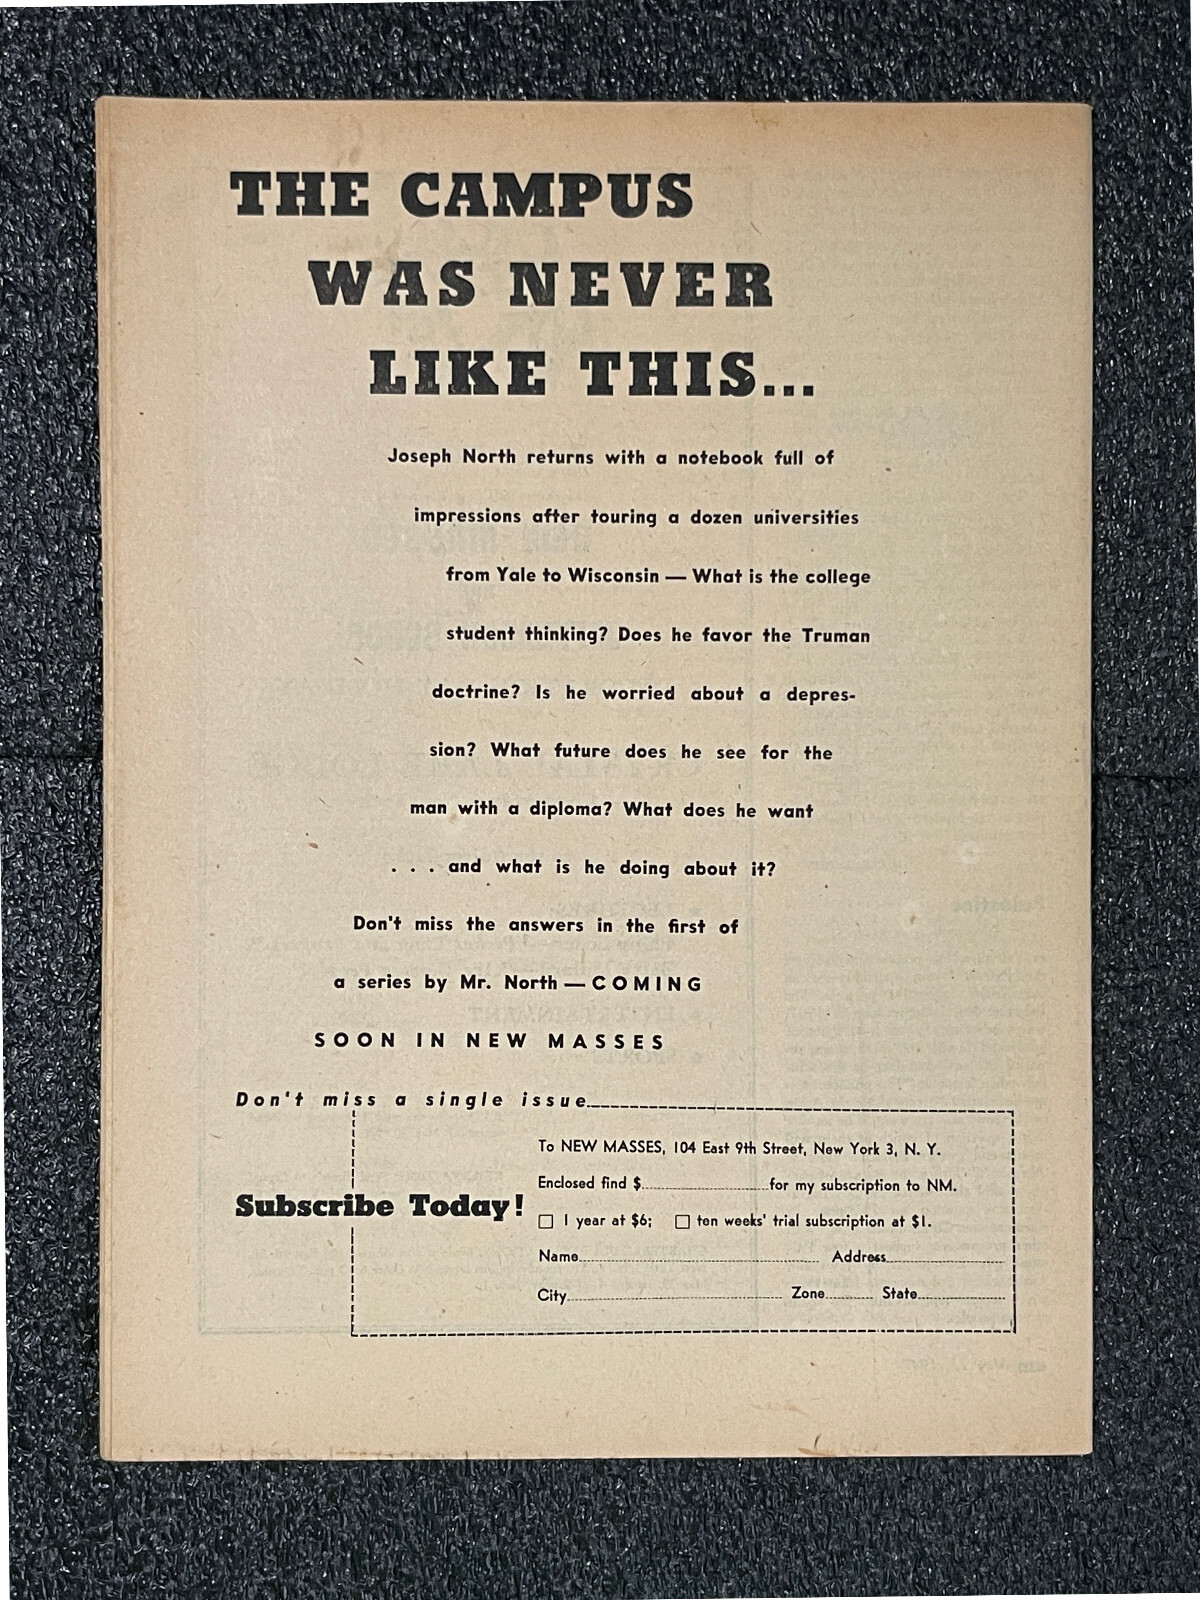 THE CAMPUS
WAS NEVER
LIKE THIS...
Joseph North returns with a notebook full of
impressions after touring a dozen universities
from Yale to Wisconsin — What is the college
student thinking? Does he favor the Truman
doctrine? Is he worried about a depres-
sion? What future does he see for the
man with a diploma? What does he want
. . . and what is he doing about it?
Don't miss the answers in the first of
a series by Mr. North — COMING
SOON IN NEW MASSES
Don't miss a single issue
To NEW MASSES, 104 East 9th Street, New York 3, N. Y.
Enclosed find $ for my subscription to NM.
Subscribe Today!
☐ 1 year at $6; ☐ ten weeks' trial subscription at $1.
Name Address
City Zone State